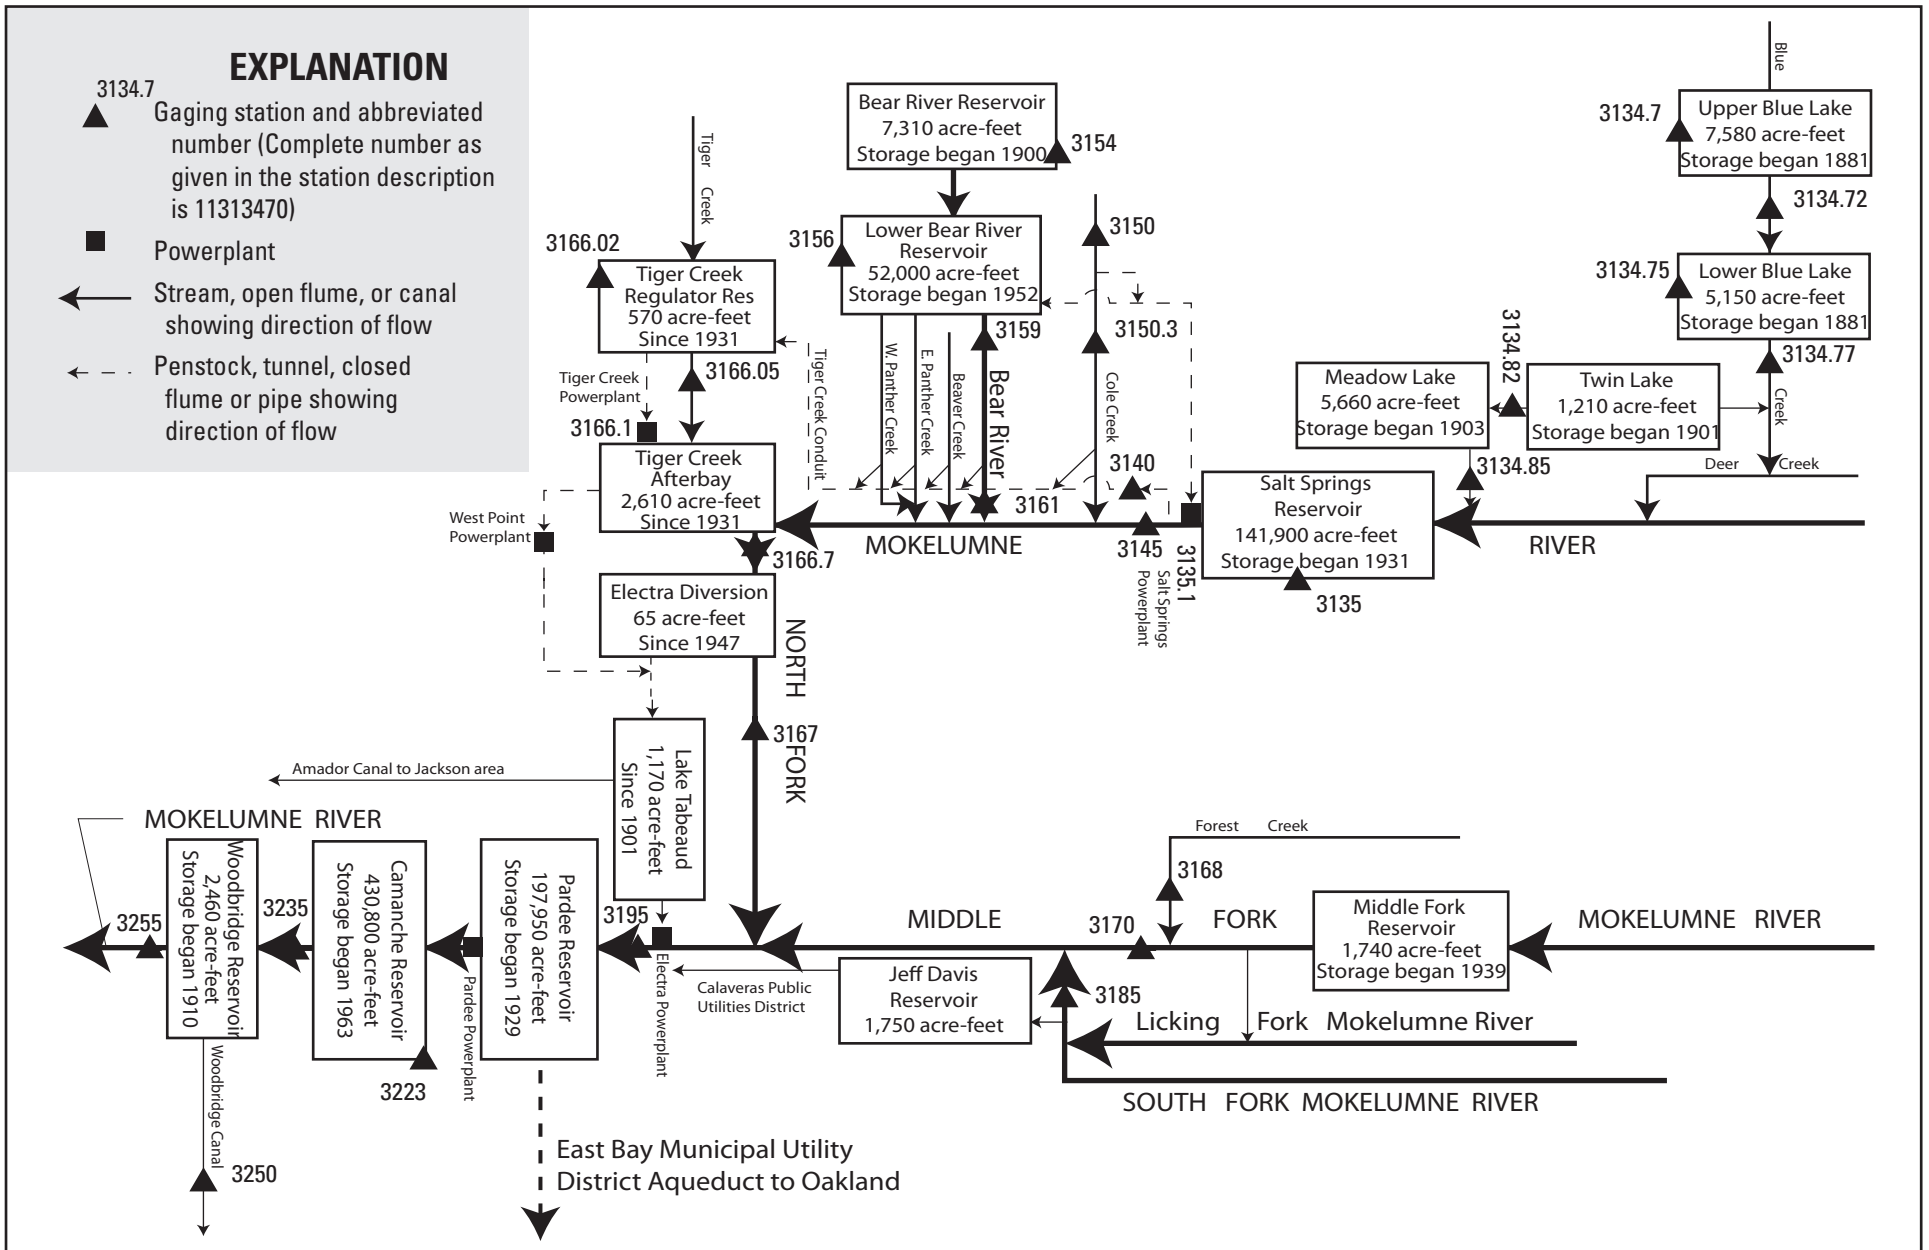 EXPLANATION
3134.7
Gaging station and abbreviated
number (Complete number as
given in the station description
is 11313470)
Powerplant
Stream, open flume, or canal
showing direction of flow
Penstock, tunnel, closed
flume or pipe showing
direction of flow
Blue
3134.7
Upper Blue Lake
7,580 acre-feet
Storage began 1881
3134.72
3134.75
Lower Blue Lake
5,150 acre-feet
Storage began 1881
3134.77
Creek
3134.82
Twin Lake
1,210 acre-feet
Storage began 1901
Meadow Lake
5,660 acre-feet
Storage began 1903
3134.85
Deer Creek
Bear River Reservoir
7,310 acre-feet
Storage began 1900
3154
3156
Lower Bear River
Reservoir
52,000 acre-feet
Storage began 1952
3159
3150
3150.3
Tiger Creek
3166.02
Tiger Creek
Regulator Res
570 acre-feet
Since 1931
3166.05
Tiger Creek
Powerplant
3166.1
Tiger Creek Conduit
W. Panther Creek
E. Panther Creek
Beaver Creek
Bear River
Cole Creek
3140
3161
Tiger Creek
Afterbay
2,610 acre-feet
Since 1931
Salt Springs
Reservoir
141,900 acre-feet
Storage began 1931
3135
3145
3135.1
Salt Springs
Powerplant
MOKELUMNE
RIVER
West Point
Powerplant
3166.7
Electra Diversion
65 acre-feet
Since 1947
NORTH
FORK
3167
Lake Tabeaud
1,170 acre-feet
Since 1901
Amador Canal to Jackson area
MOKELUMNE RIVER
Woodbridge Reservoir
2,460 acre-feet
Storage began 1910
3255
3235
Camanche Reservoir
430,800 acre-feet
Storage began 1963
3223
Pardee Powerplant
Pardee Reservoir
197,950 acre-feet
Storage began 1929
3195
Electra Powerplant
Calaveras Public
Utilities District
Jeff Davis
Reservoir
1,750 acre-feet
MIDDLE
FORK
MOKELUMNE RIVER
Forest Creek
3168
3170
Middle Fork
Reservoir
1,740 acre-feet
Storage began 1939
3185
Licking Fork Mokelumne River
SOUTH FORK MOKELUMNE RIVER
Woodbridge Canal
3250
East Bay Municipal Utility
District Aqueduct to Oakland